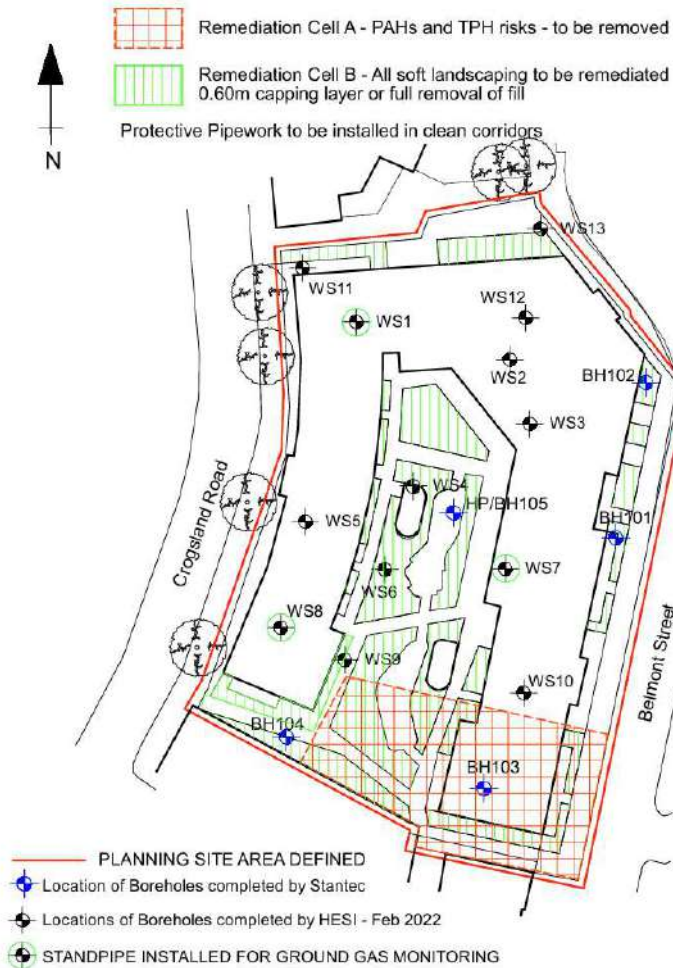 Remediation Cell A - PAHs and TPH risks - to be removed
Remediation Cell B - All soft landscaping to be remediated
0.60m capping layer or full removal of fill
Protective Pipework to be installed in clean corridors
N
WS13
WS11
WS12
WS1
WS2
BH102
WS3
WS4
HP/BH105
BH101
WS5
Crogsland Road
WS6
WS7
WS8
WS9
WS10
Belmont Street
BH104
BH103
PLANNING SITE AREA DEFINED
Location of Boreholes completed by Stantec
Locations of Boreholes completed by HESI - Feb 2022
STANDPIPE INSTALLED FOR GROUND GAS MONITORING